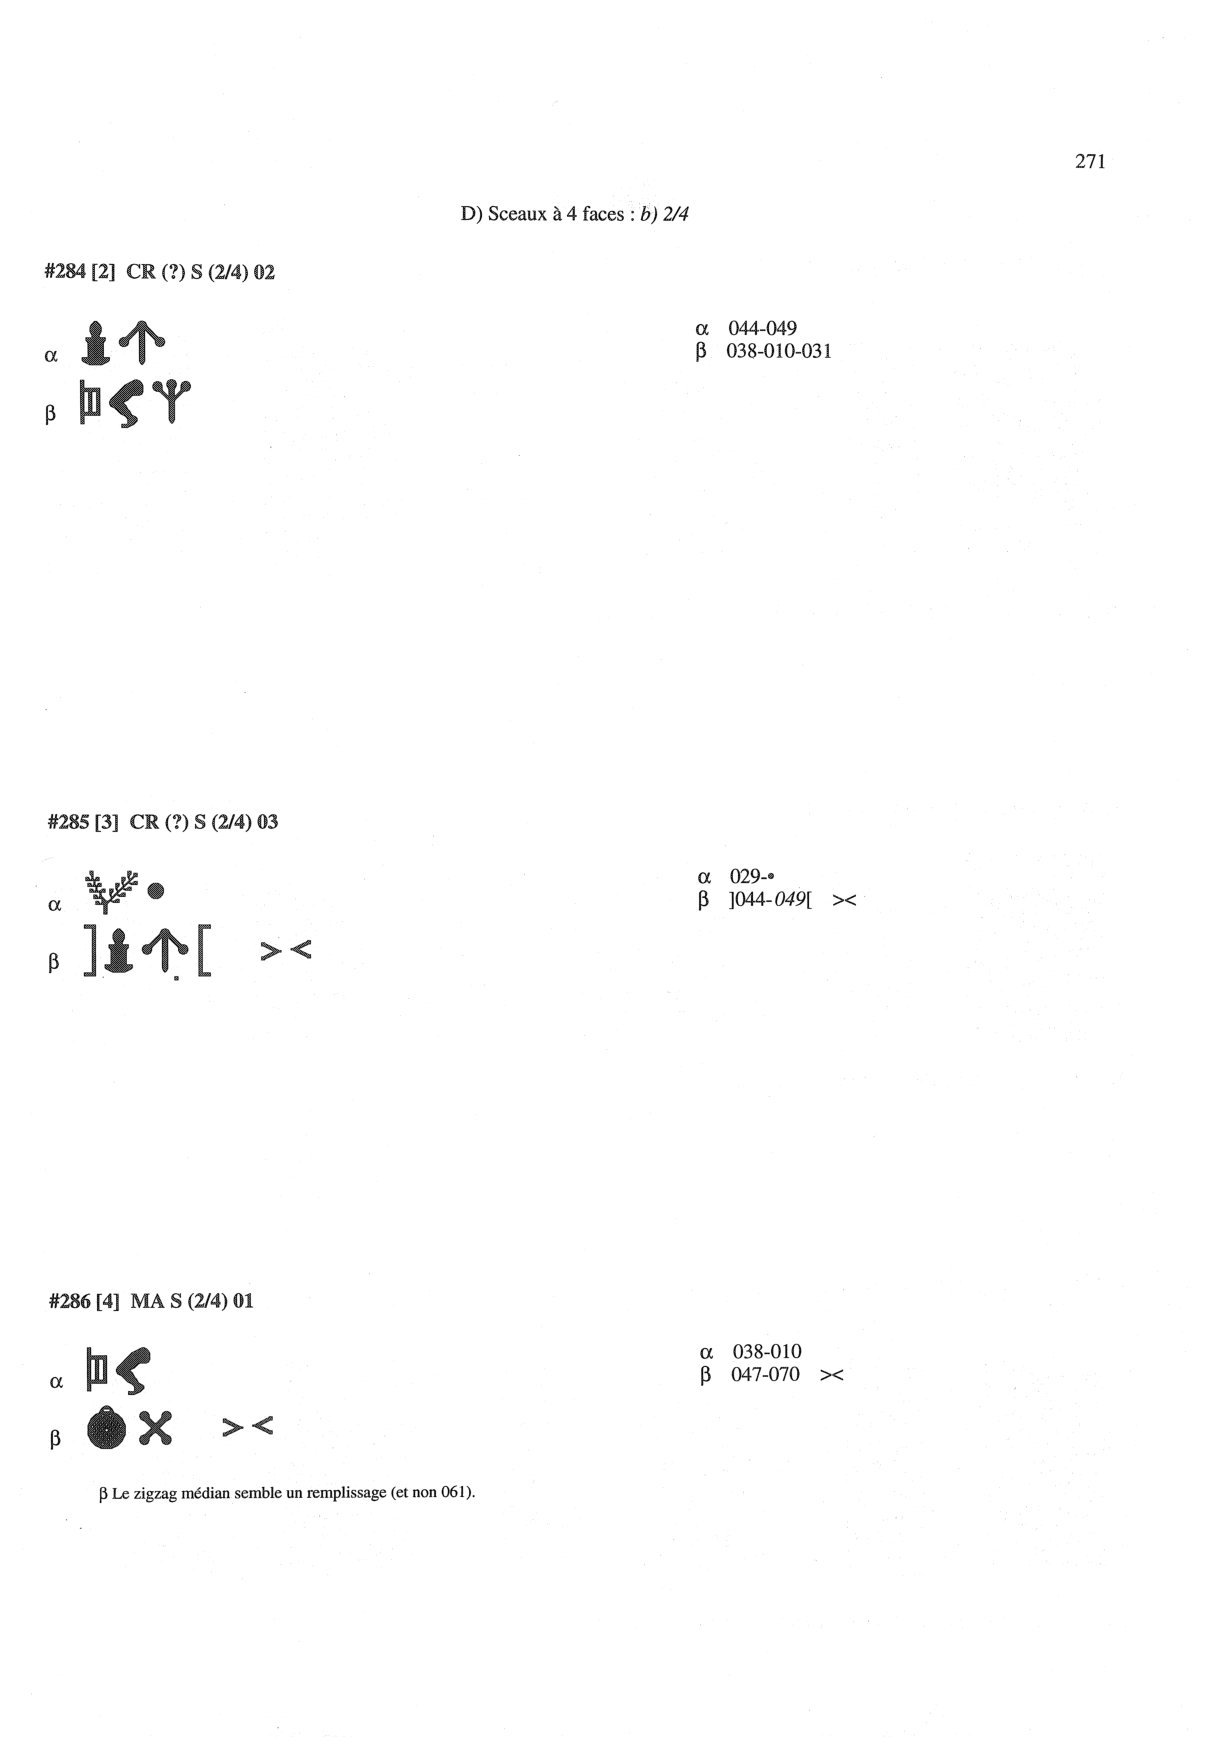 271
D) Sceaux à 4 faces : b) 2/4
#284 [2] CR (?) S (2/4) 02
α
α 044-049
β 038-010-031
β
#285 [3] CR (?) S (2/4) 03
α
α 029-•
β ]044-049[ ><
β ] [ > <
#286 [4] MA S (2/4) 01
α
α 038-010
β 047-070 ><
β > <
β Le zigzag médian semble un remplissage (et non 061).